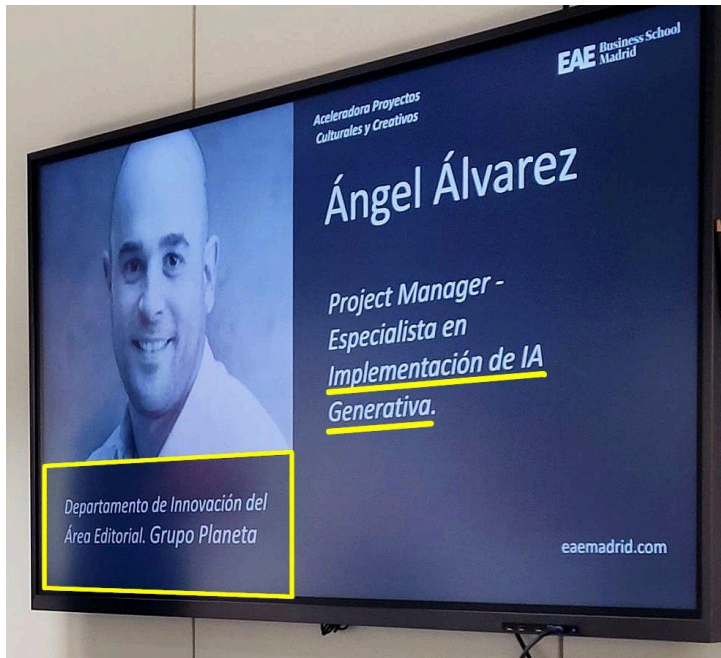 EAE Business School
Madrid
Aceleradora Proyectos
Culturales y Creativos
Ángel Álvarez
Project Manager -
Especialista en
Implementación de IA
Generativa.
Departamento de Innovación del
Área Editorial. Grupo Planeta
eaemadrid.com